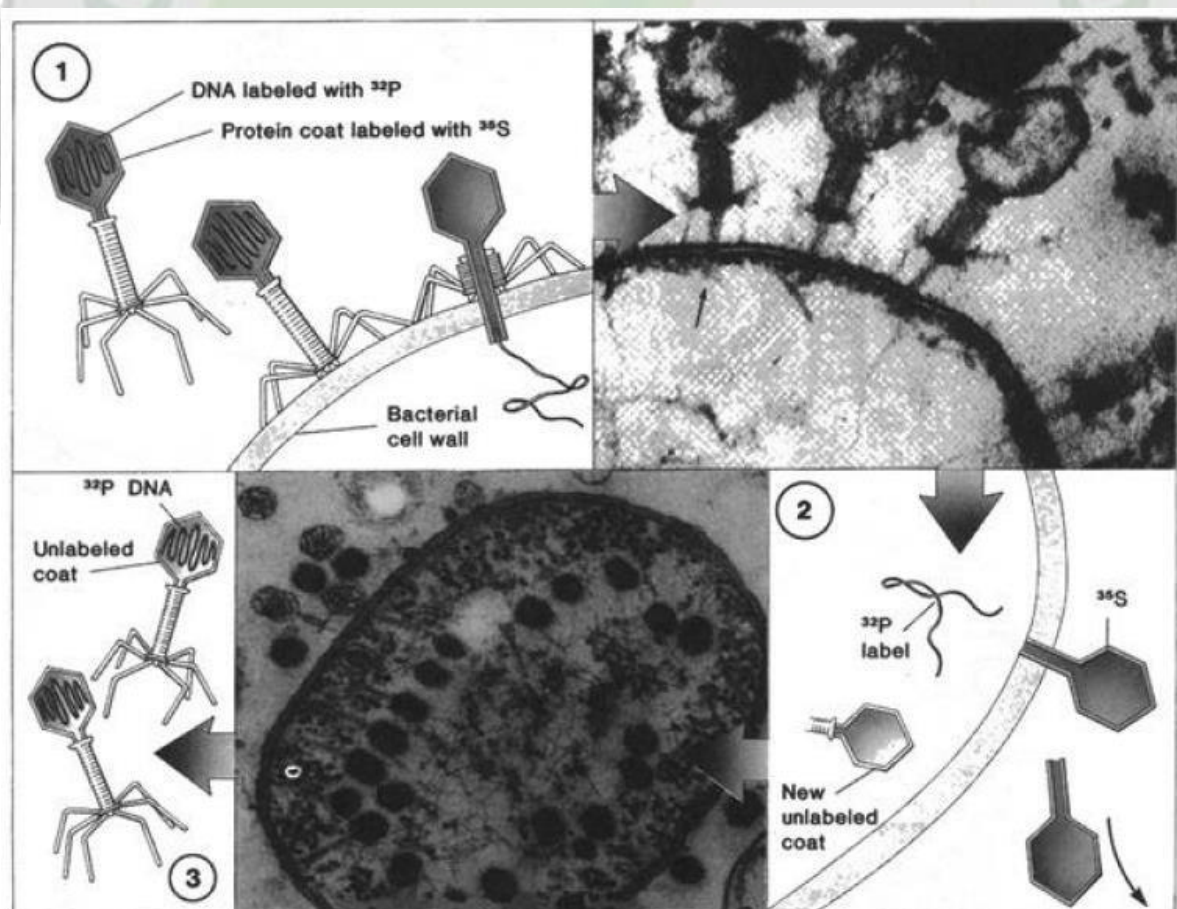 1
DNA labeled with ³²P
Protein coat labeled with ³⁵S
Bacterial
cell wall
2
³²P
label
³⁵S
New
unlabeled
coat
³²P DNA
Unlabeled
coat
3